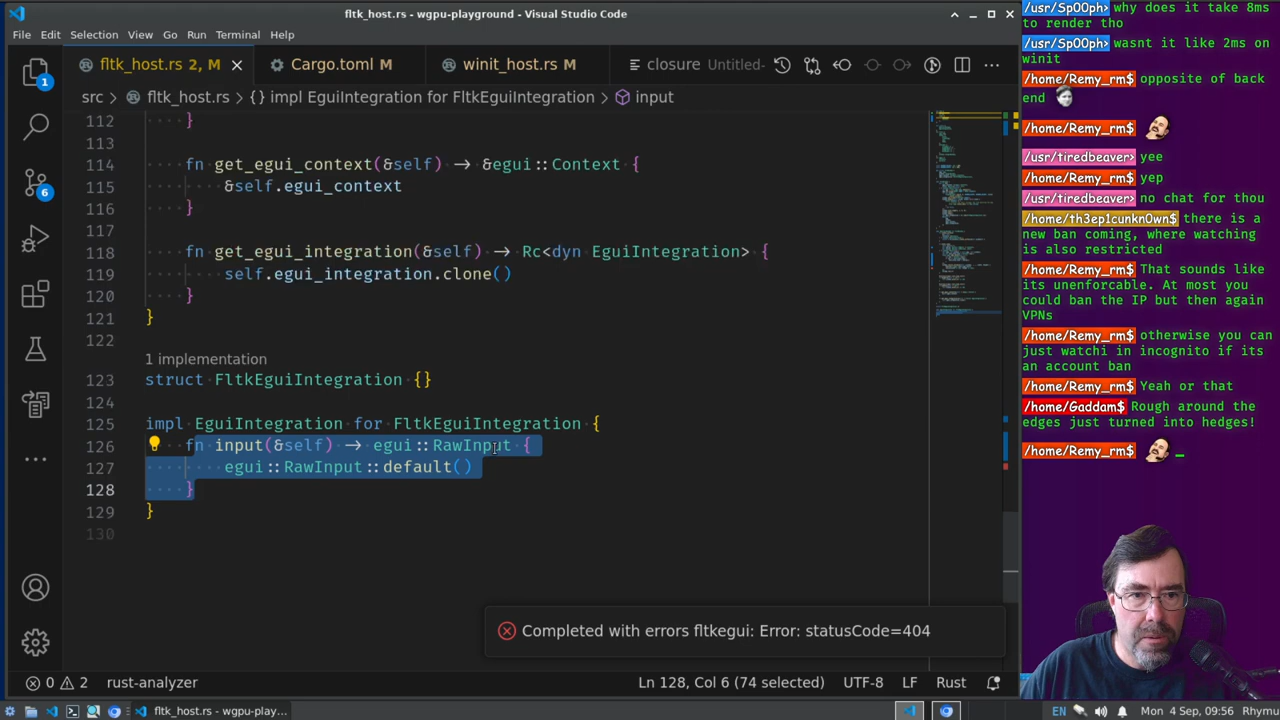 fltk_host.rs - wgpu-playground - Visual Studio Code
File Edit Selection View Go Run Terminal Help
fltk_host.rs 2, M
Cargo.toml M
winit_host.rs M
closure Untitled-
src > fltk_host.rs > {} impl EguiIntegration for FltkEguiIntegration > input
112 }
113
114 fn get_egui_context(&self) → &egui::Context {
115 &self.egui_context
116 }
117
118 fn get_egui_integration(&self) → Rc<dyn EguiIntegration> {
119 self.egui_integration.clone()
120 }
121 }
122
1 implementation
123 struct FltkEguiIntegration {}
124
125 impl EguiIntegration for FltkEguiIntegration {
126 fn input(&self) → egui::RawInput {
127 egui::RawInput::default()
128 }
129 }
130
1
6
Completed with errors fltkegui: Error: statusCode=404
0 2 rust-analyzer
Ln 128, Col 6 (74 selected) UTF-8 LF Rust
fltk_host.rs - wgpu-play...
EN Mon 4 Sep, 09:56 Rhymu
/usr/Sp00ph> why does it take 8ms
to render tho
/usr/Sp00ph> wasnt it like 2ms on
winit
/home/Remy_rm$ opposite of back
end
/home/Remy_rm$
/usr/tiredbeaver> yee
/home/Remy_rm$ yep
/usr/tiredbeaver> no chat for thou
/home/th3ep1cunkn0wn$ there is a
new ban coming, where watching
is also restricted
/home/Remy_rm$ That sounds like
its unenforcable. At most you
could ban the IP but then again
VPNs
/home/Remy_rm$ otherwise you can
just watchi in incognito if its
an account ban
/home/Remy_rm$ Yeah or that
/home/Gaddam$ Rough around the
edges just turned into hedges!
/home/Remy_rm$